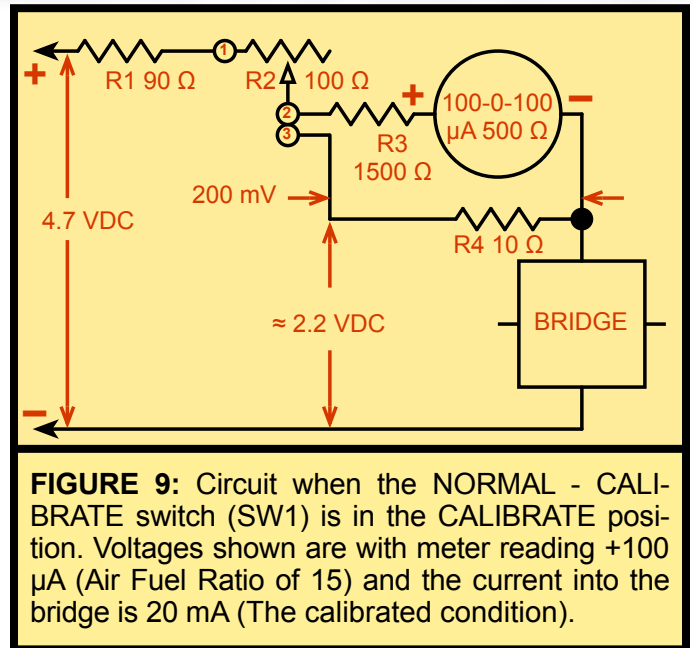 1
+
R1 90 Ω
R2
100 Ω
2
3
+
100-0-100
µA 500 Ω
−
R3
1500 Ω
200 mV
4.7 VDC
R4 10 Ω
≈ 2.2 VDC
BRIDGE
−
FIGURE 9: Circuit when the NORMAL - CALI-
BRATE switch (SW1) is in the CALIBRATE posi-
tion. Voltages shown are with meter reading +100
µA (Air Fuel Ratio of 15) and the current into the
bridge is 20 mA (The calibrated condition).